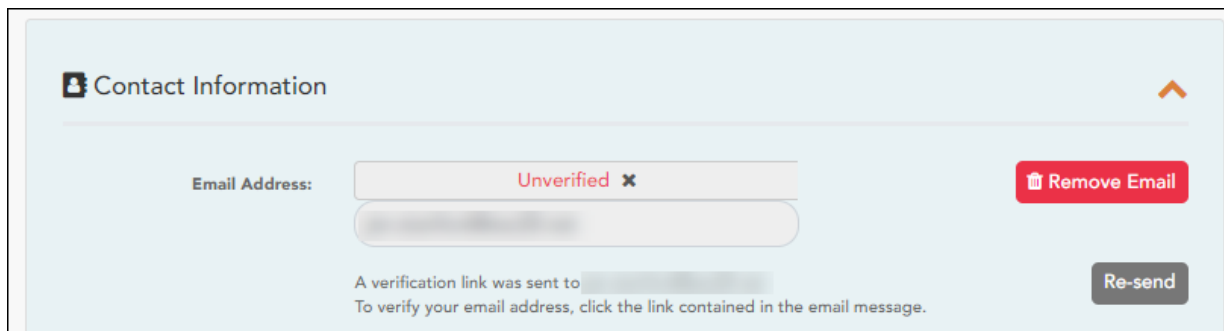 Contact Information
Email Address:
Unverified ✖
Remove Email
A verification link was sent to
Re-send
To verify your email address, click the link contained in the email message.